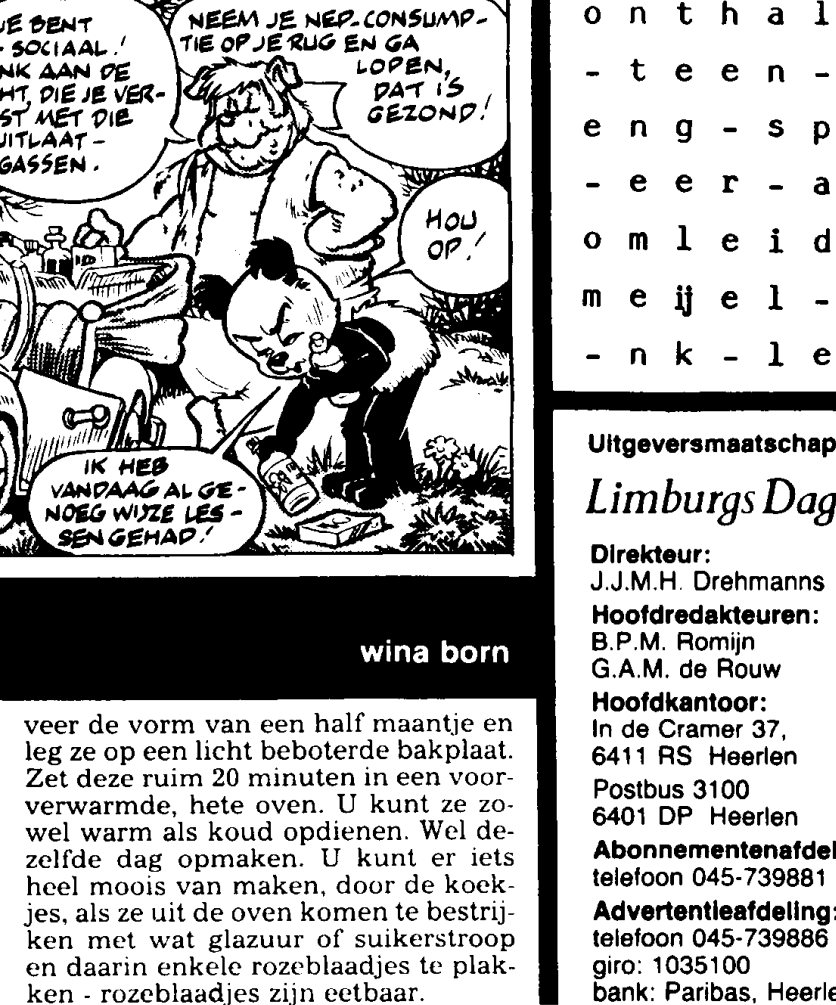 JE BENT
- SOCIAAL!
NK AAN DE
HT, DIE JE VER-
ST MET DIE
UITLAAT-
GASSEN.
NEEM JE NEP-CONSUMP-
TIE OP JE RUG EN GA
LOPEN,
DAT IS
GEZOND!
HOU
OP!
IK HEB
VANDAAG AL GE-
NOEG WIJZE LES-
SEN GEHAD!
wina born
veer de vorm van een half maantje en
leg ze op een licht beboterde bakplaat.
Zet deze ruim 20 minuten in een voor-
verwarmde, hete oven. U kunt ze zo-
wel warm als koud opdienen. Wel de-
zelfde dag opmaken. U kunt er iets
heel moois van maken, door de koek-
jes, als ze uit de oven komen te bestrij-
ken met wat glazuur of suikerstroop
en daarin enkele rozeblaadjes te plak-
ken - rozeblaadjes zijn eetbaar.
o n t h a l
- t e e n -
e n g - s p
- e e r - a
o m l e i d
m e ij e l -
- n k - l e
Uitgeversmaatschap
Limburgs Dag
Direkteur:
J.J.M.H. Drehmanns
Hoofdredakteuren:
B.P.M. Romijn
G.A.M. de Rouw
Hoofdkantoor:
In de Cramer 37,
6411 RS Heerlen
Postbus 3100
6401 DP Heerlen
Abonnementenafdel
telefoon 045-739881
Advertentieafdeling:
telefoon 045-739886
giro: 1035100
bank: Paribas, Heerle